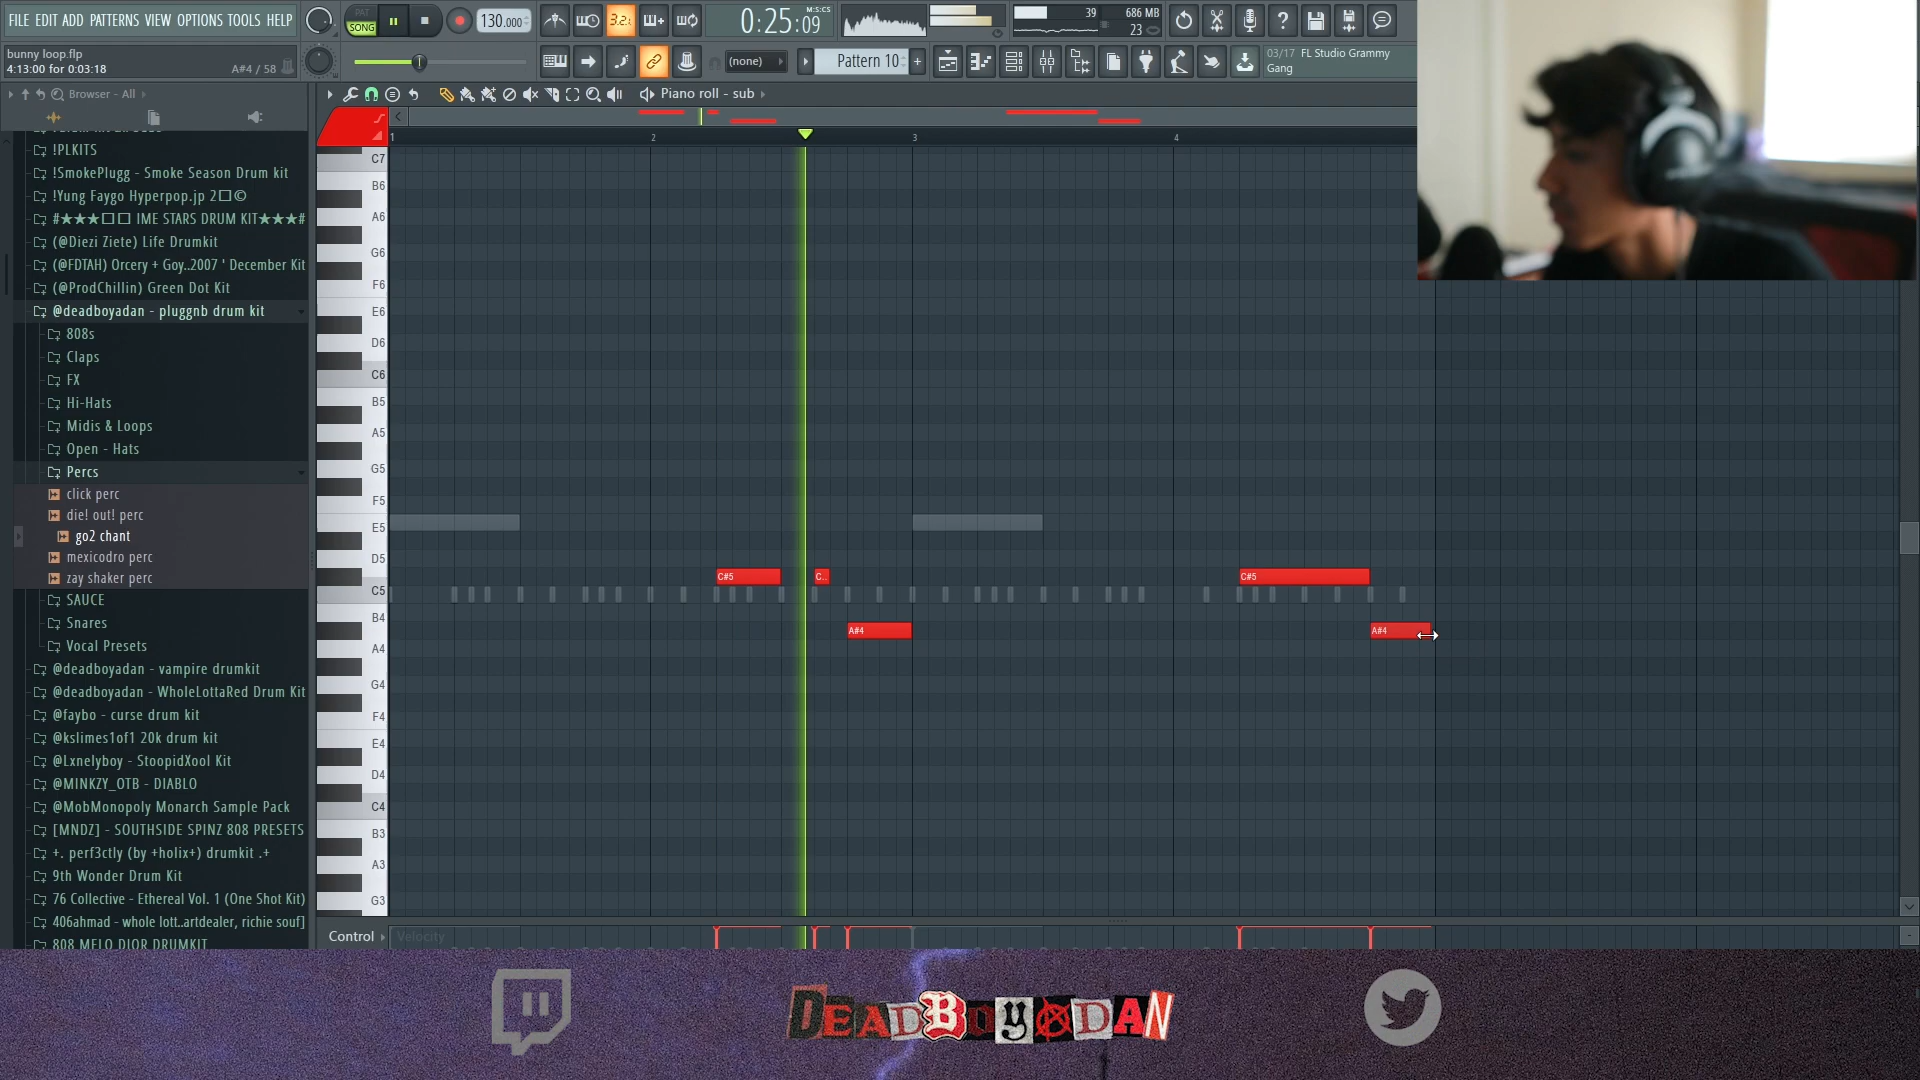 FILE EDIT ADD PATTERNS VIEW OPTIONS TOOLS HELP
PAT
SONG
130.000
3.2.
0:25:09
M:S:CS
39
686 MB
23
bunny loop.flp
4:13:00 for 0:03:18
A#4 / 58
(none)
Pattern 10
03/17 FL Studio Grammy
Gang
Browser - All
Piano roll - sub
1
2
3
4
!PLKITS
!SmokePlugg - Smoke Season Drum kit
!Yung Faygo Hyperpop.jp 2□©
#★★★□□ IME STARS DRUM KIT★★★#
(@Diezi Ziete) Life Drumkit
(@FDTAH) Orcery + Goy..2007 ' December Kit
(@ProdChillin) Green Dot Kit
@deadboyadan - pluggnb drum kit
808s
Claps
FX
Hi-Hats
Midis & Loops
Open - Hats
Percs
click perc
die! out! perc
go2 chant
mexicodro perc
zay shaker perc
SAUCE
Snares
Vocal Presets
@deadboyadan - vampire drumkit
@deadboyadan - WholeLottaRed Drum Kit
@faybo - curse drum kit
@kslimes1of1 20k drum kit
@Lxnelyboy - StoopidXool Kit
@MINKZY_OTB - DIABLO
@MobMonopoly Monarch Sample Pack
[MNDZ] - SOUTHSIDE SPINZ 808 PRESETS
+. perf3ctly (by +holix+) drumkit .+
9th Wonder Drum Kit
76 Collective - Ethereal Vol. 1 (One Shot Kit)
406ahmad - whole lott..artdealer, richie souf]
808 MELO DIOR DRUMKIT
C7
B6
A6
G6
F6
E6
D6
C6
B5
A5
G5
F5
E5
D5
C5
B4
A4
G4
F4
E4
D4
C4
B3
A3
G3
C#5
C..
C#5
A#4
A#4
Control
Velocity
DEADBOYADAN